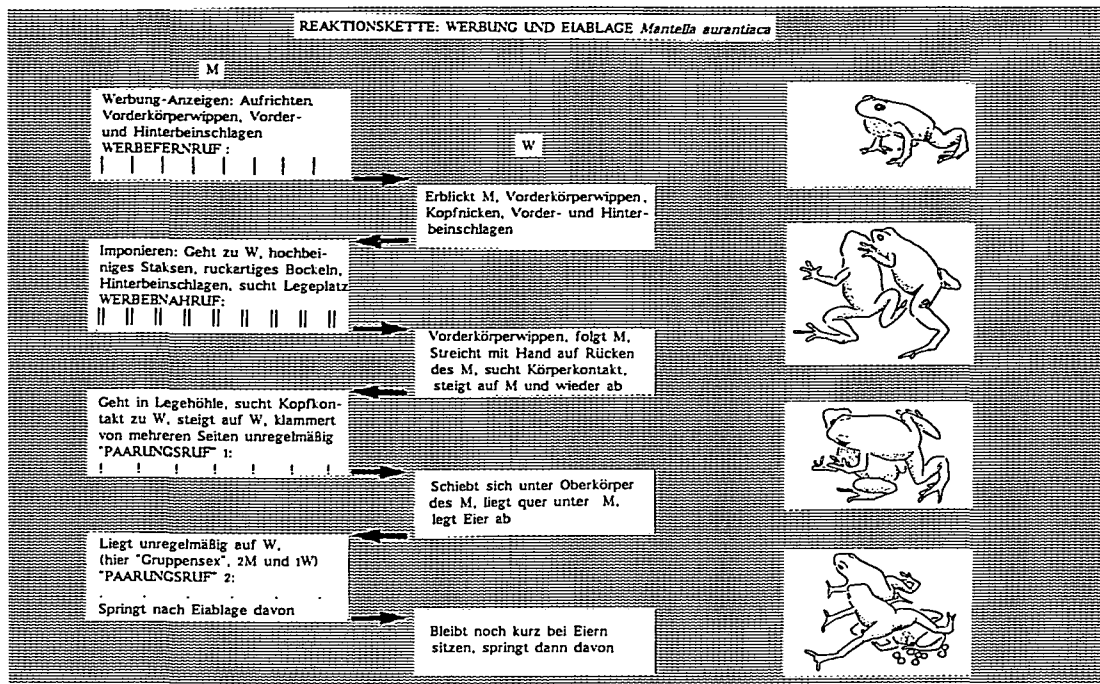 REAKTIONSKETTE: WERBUNG UND EIABLAGE Mantella aurantiaca
M
Werbung-Anzeigen: Aufrichten,
Vorderkörperwippen, Vorder-
und Hinterbeinschlagen
WERBEFERNRUF :
W
Erblickt M, Vorderkörperwippen,
Kopfnicken, Vorder- und Hinter-
beinschlagen
Imponieren: Geht zu W, hochbei-
niges Staksen, ruckartiges Bockeln,
Hinterbeinschlagen, sucht Legeplatz
WERBENAHRUF:
Vorderkörperwippen, folgt M,
Streicht mit Hand auf Rücken
des M, sucht Körperkontakt,
steigt auf M und wieder ab
Geht in Legehöhle, sucht Kopfkon-
takt zu W, steigt auf W, klammert
von mehreren Seiten unregelmäßig
"PAARUNGSRUF" 1:
Schiebt sich unter Oberkörper
des M, liegt quer unter M,
legt Eier ab
Liegt unregelmäßig auf W,
(hier "Gruppensex", 2M und 1W)
"PAARUNGSRUF" 2:
Springt nach Eiablage davon
Bleibt noch kurz bei Eiern
sitzen, springt dann davon